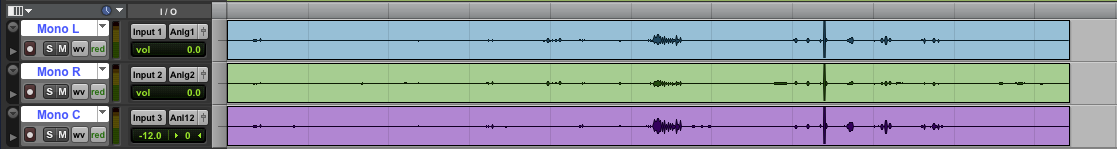 I / O
Mono L
Input 1 Anlg1
S M wv red
vol 0.0
Mono R
Input 2 Anlg2
S M wv red
vol 0.0
Mono C
Input 3 Anl12
S M wv red
-12.0 0